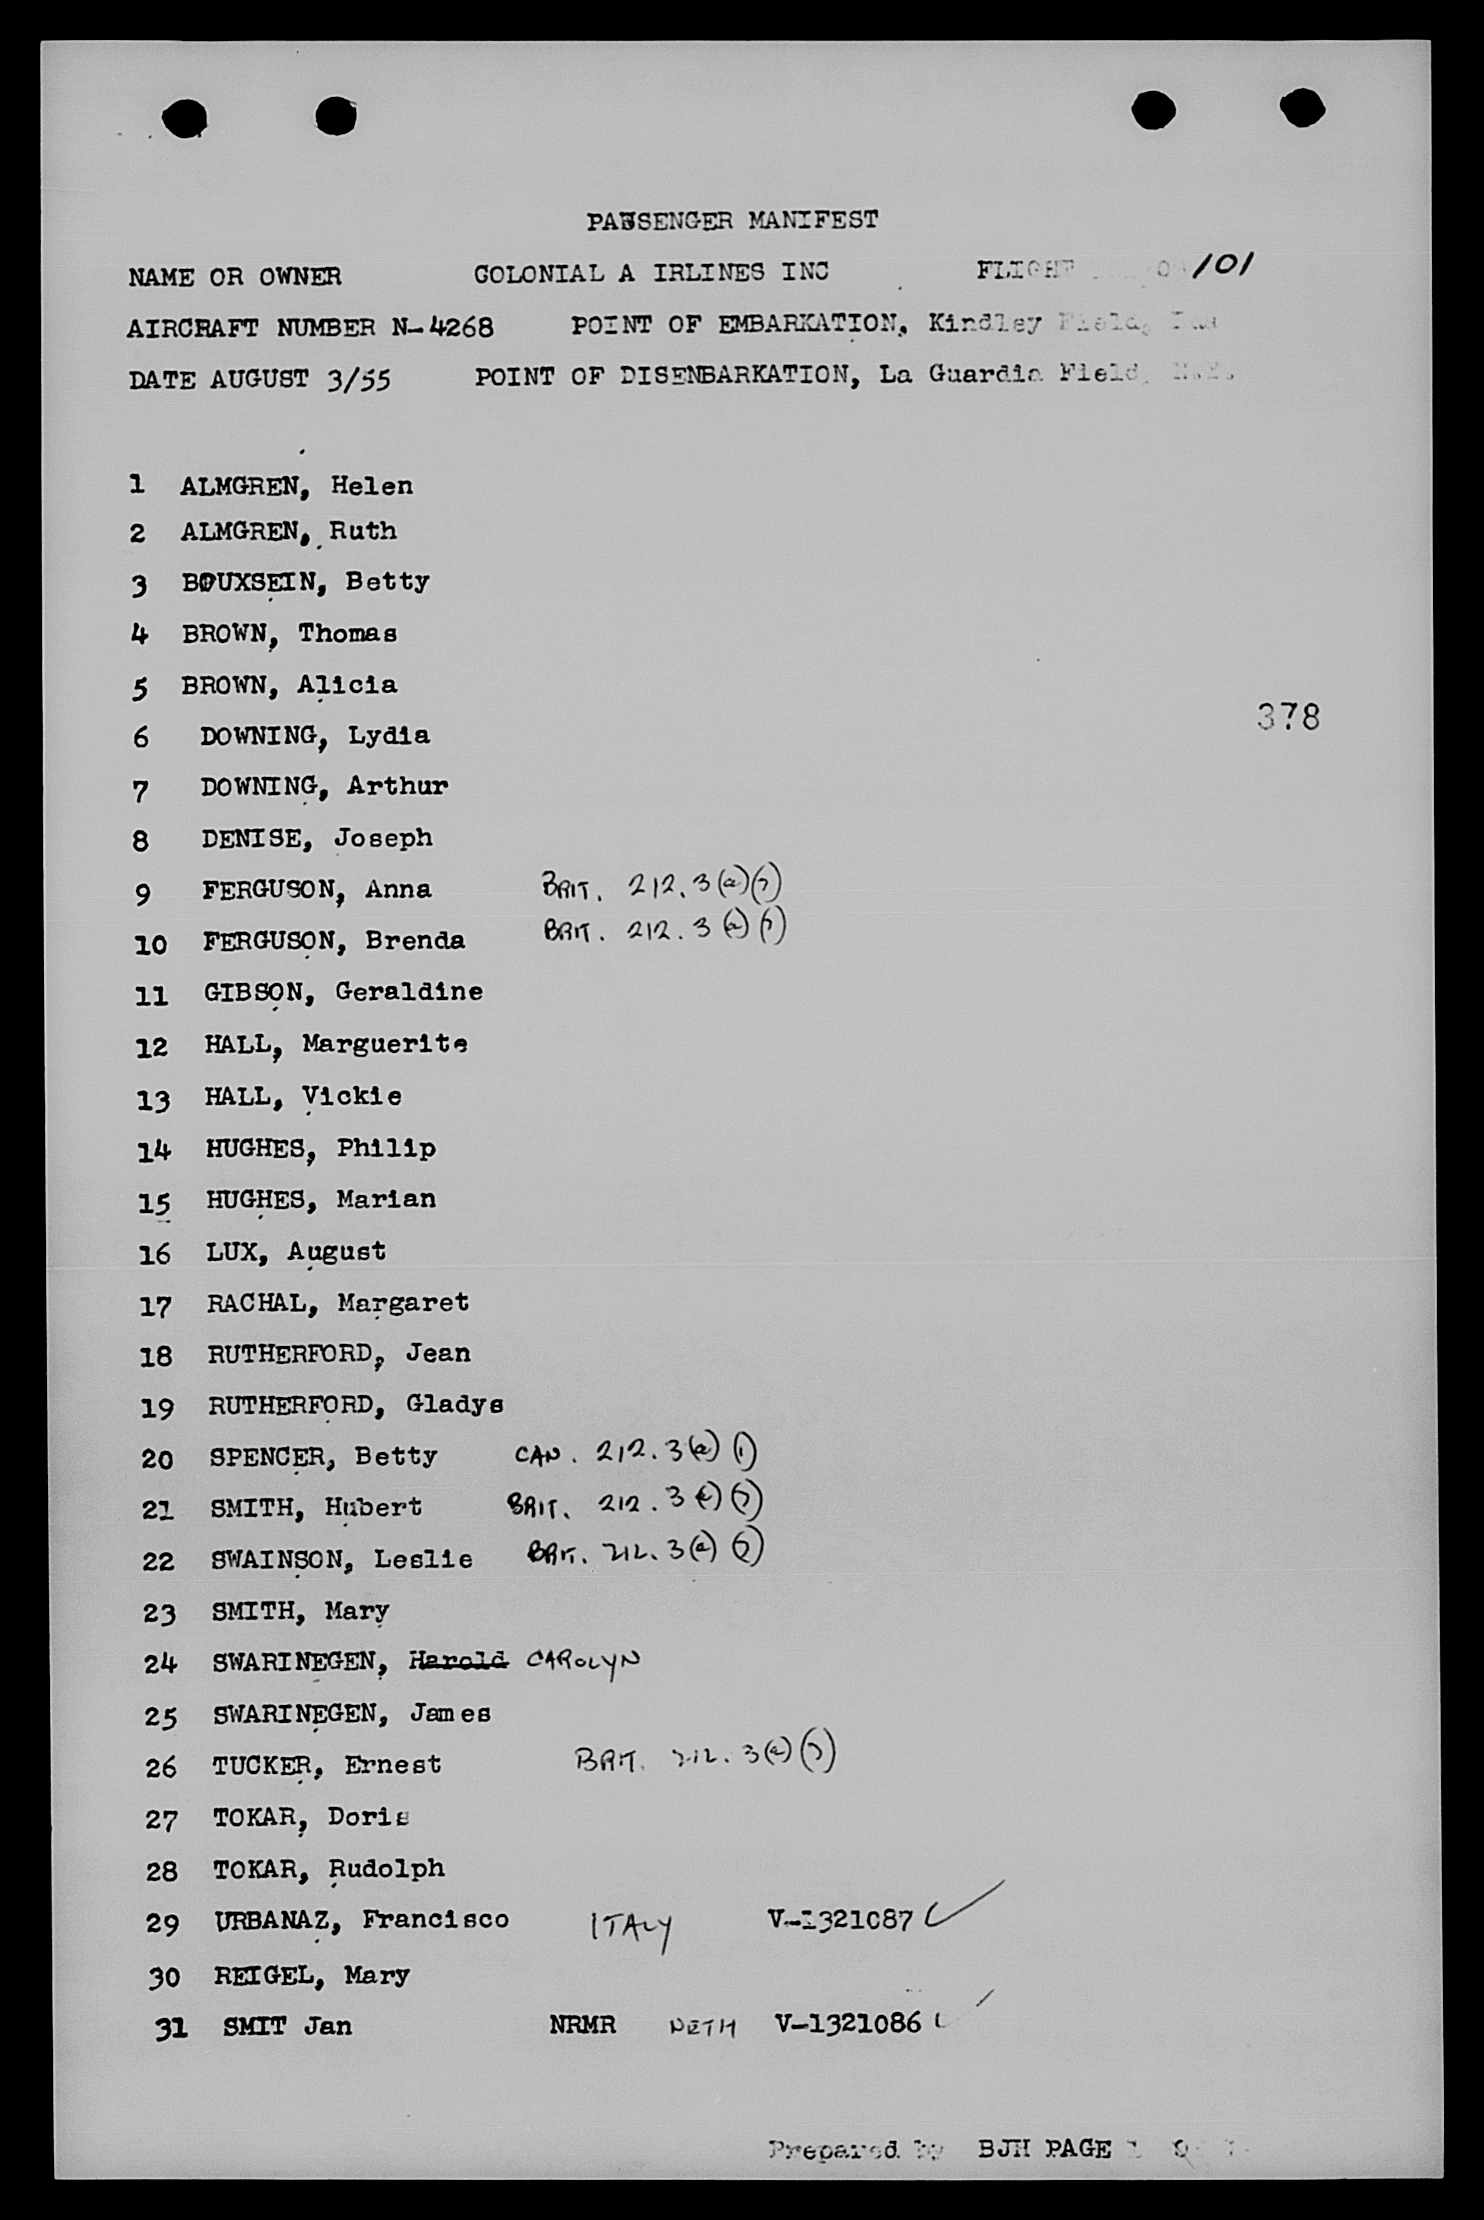 PASSENGER MANIFEST
NAME OR OWNER COLONIAL A IRLINES INC FLIGHT /101
AIRCRAFT NUMBER N-4268 POINT OF EMBARKATION, Kindley Field,
DATE AUGUST 3/55 POINT OF DISENBARKATION, La Guardia Field, N.Y.
1 ALMGREN, Helen
2 ALMGREN, Ruth
3 BOUXSEIN, Betty
4 BROWN, Thomas
5 BROWN, Alicia
378
6 DOWNING, Lydia
7 DOWNING, Arthur
8 DENISE, Joseph
9 FERGUSON, Anna BRIT. 212.3(a)(7)
10 FERGUSON, Brenda BRIT. 212.3(a)(7)
11 GIBSON, Geraldine
12 HALL, Marguerite
13 HALL, Vickie
14 HUGHES, Philip
15 HUGHES, Marian
16 LUX, August
17 RACHAL, Margaret
18 RUTHERFORD, Jean
19 RUTHERFORD, Gladys
20 SPENCER, Betty CAN. 212.3(a)(1)
21 SMITH, Hubert BRIT. 212.3(a)(7)
22 SWAINSON, Leslie BRIT. 212.3(a)(7)
23 SMITH, Mary
24 SWARINEGEN, Harold CAROLYN
25 SWARINEGEN, James
26 TUCKER, Ernest BRIT. 212.3(a)(7)
27 TOKAR, Doris
28 TOKAR, Rudolph
29 URBANAZ, Francisco ITALY V-1321087
30 REIGEL, Mary
31 SMIT Jan NRMR NETH V-1321086
Prepared by BJH PAGE